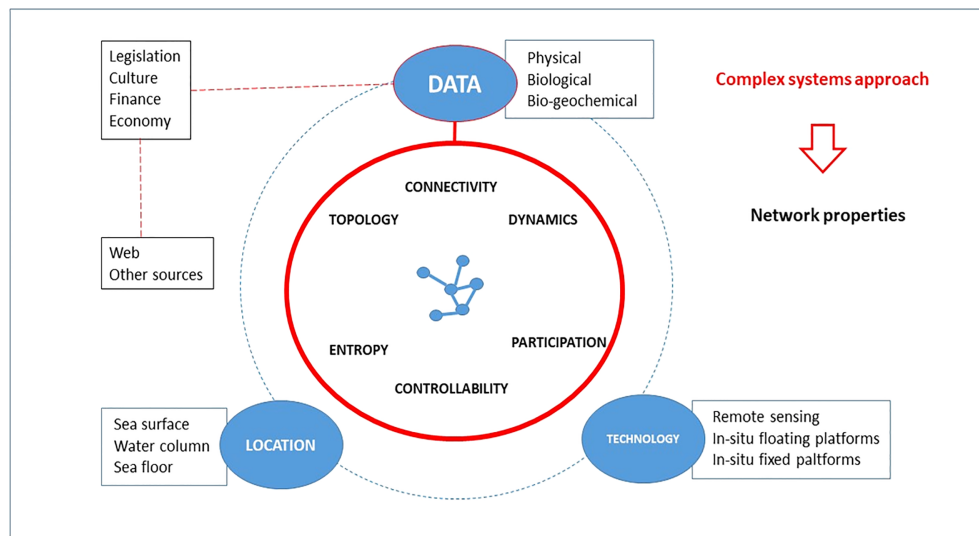 Legislation
Culture
Finance
Economy
DATA
Physical
Biological
Bio-geochemical
Complex systems approach
Network properties
CONNECTIVITY
TOPOLOGY
DYNAMICS
Web
Other sources
ENTROPY
PARTICIPATION
CONTROLLABILITY
Sea surface
Water column
Sea floor
LOCATION
TECHNOLOGY
Remote sensing
In-situ floating platforms
In-situ fixed paltforms